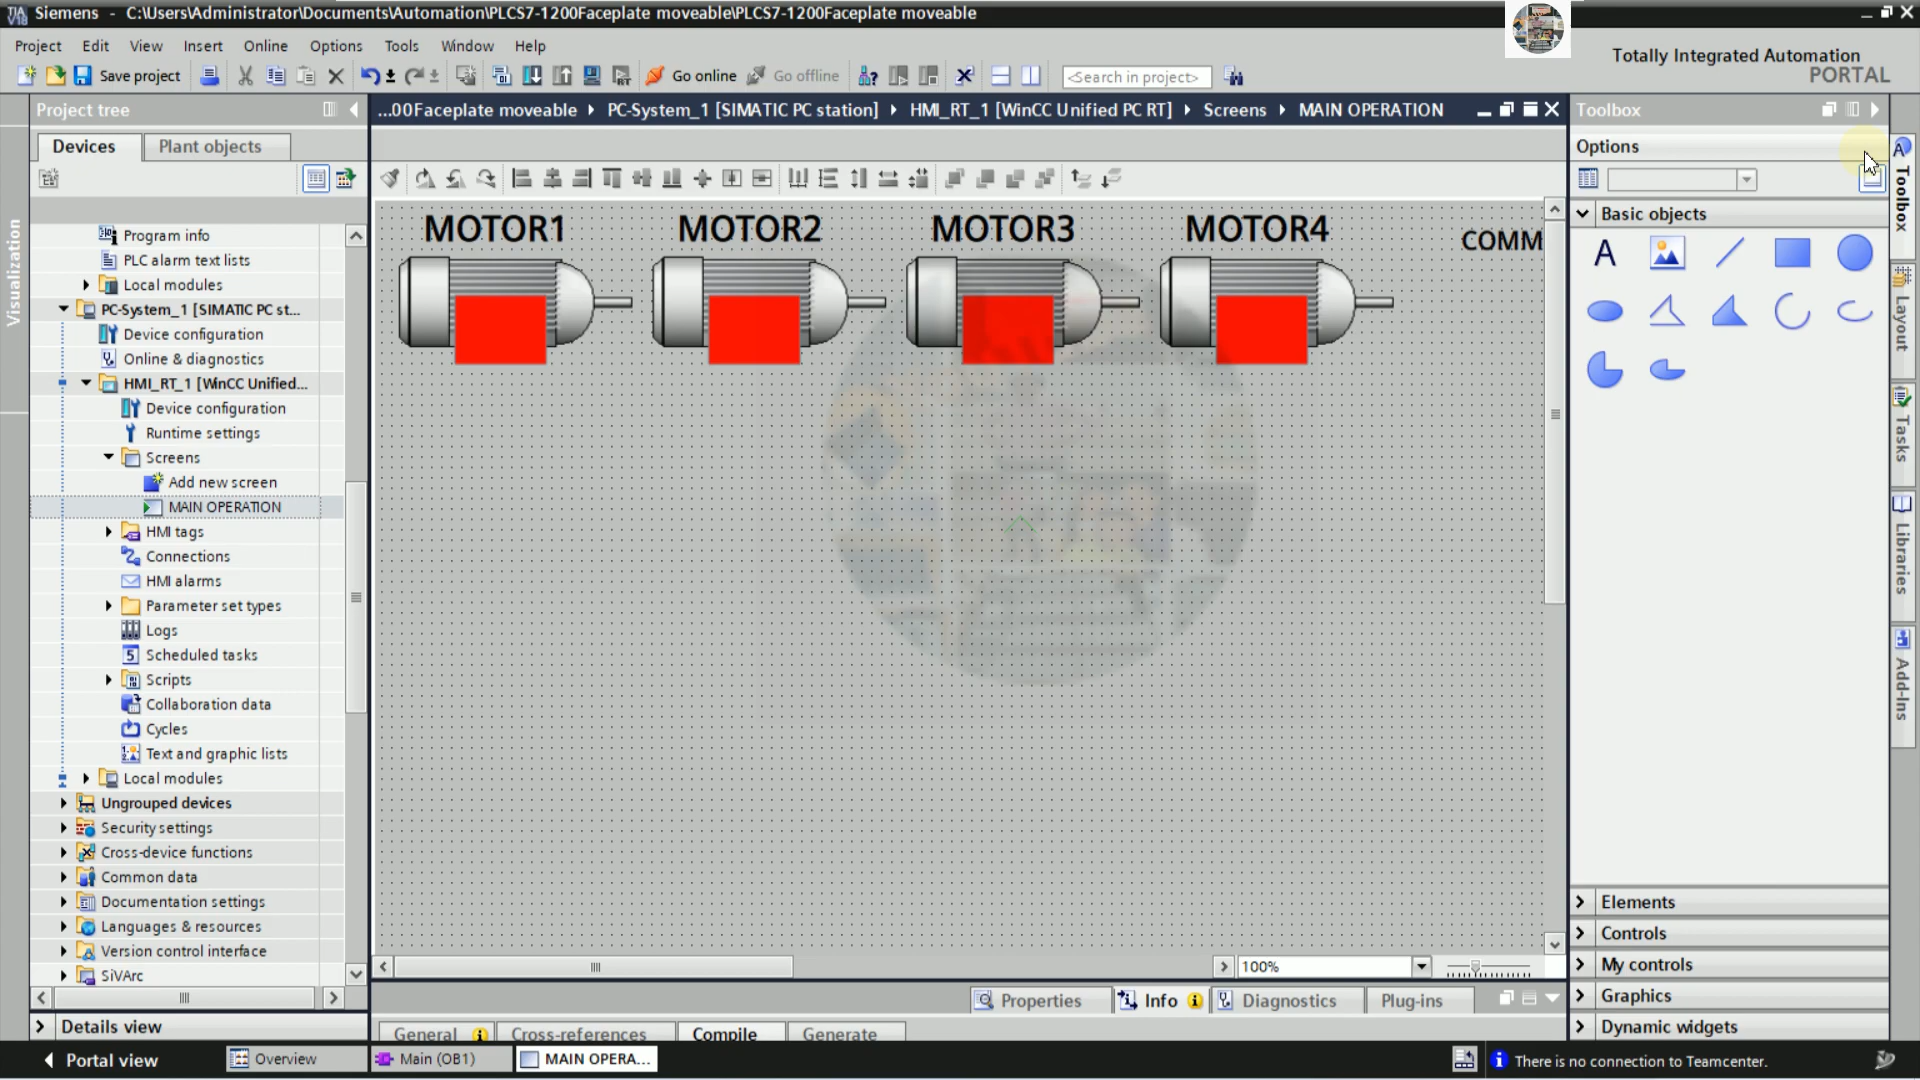 Siemens - C:\Users\Administrator\Documents\Automation\PLCS7-1200Faceplate moveable\PLCS7-1200Faceplate moveable
Project Edit View Insert Online Options Tools Window Help
Totally Integrated Automation
PORTAL
Save project
Go online
Go offline
<Search in project>
Project tree
...00Faceplate moveable PC-System_1 [SIMATIC PC station] HMI_RT_1 [WinCC Unified PC RT] Screens MAIN OPERATION
Toolbox
Devices
Plant objects
Options
Visualization
Program info
PLC alarm text lists
Local modules
PC-System_1 [SIMATIC PC st...
Device configuration
Online & diagnostics
HMI_RT_1 [WinCC Unified...
Device configuration
Runtime settings
Screens
Add new screen
MAIN OPERATION
HMI tags
Connections
HMI alarms
Parameter set types
Logs
Scheduled tasks
Scripts
Collaboration data
Cycles
Text and graphic lists
Local modules
Ungrouped devices
Security settings
Cross-device functions
Common data
Documentation settings
Languages & resources
Version control interface
SiVArc
Details view
MOTOR1 MOTOR2 MOTOR3 MOTOR4
COMM
100%
Properties Info Diagnostics Plug-ins
General Cross-references Compile Generate
Basic objects
Elements
Controls
My controls
Graphics
Dynamic widgets
Toolbox
Layout
Tasks
Libraries
Add-Ins
Portal view
Overview
Main (OB1)
MAIN OPERA...
There is no connection to Teamcenter.